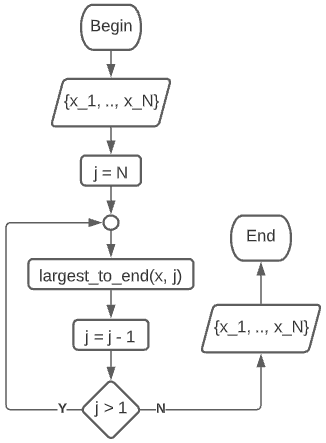 Begin
{x_1, .., x_N}
j = N
largest_to_end(x, j)
j = j - 1
j > 1
Y
N
{x_1, .., x_N}
End